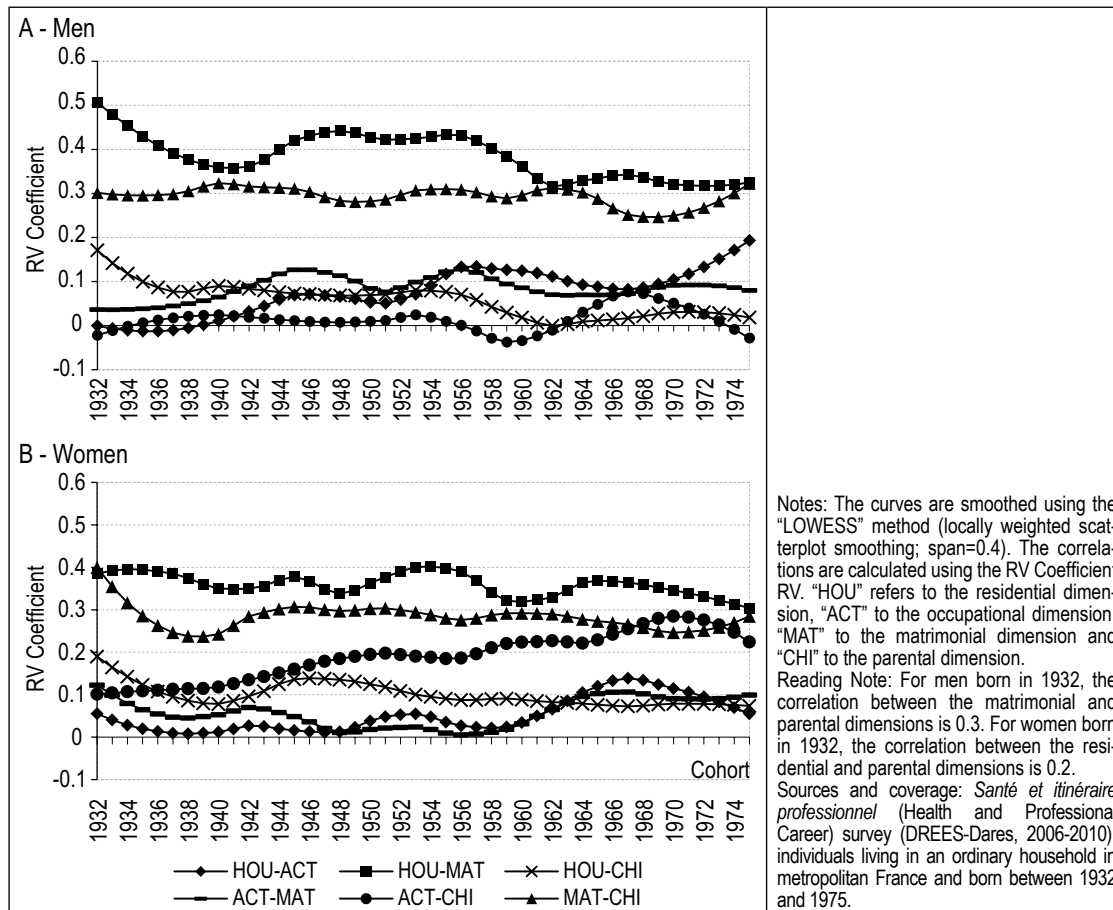 A - Men
0.6
0.5
0.4
0.3
0.2
0.1
0
-0.1
RV Coefficient
1932 1934 1936 1938 1940 1942 1944 1946 1948 1950 1952 1954 1956 1958 1960 1962 1964 1966 1968 1970 1972 1974
B - Women
0.6
0.5
0.4
0.3
0.2
0.1
0
-0.1
RV Coefficient
Cohort
1932 1934 1936 1938 1940 1942 1944 1946 1948 1950 1952 1954 1956 1958 1960 1962 1964 1966 1968 1970 1972 1974
HOU-ACT HOU-MAT HOU-CHI
ACT-MAT ACT-CHI MAT-CHI
Notes: The curves are smoothed using the
“LOWESS” method (locally weighted scat-
terplot smoothing; span=0.4). The correla-
tions are calculated using the RV Coefficient
RV. “HOU” refers to the residential dimen-
sion, “ACT” to the occupational dimension
“MAT” to the matrimonial dimension and
“CHI” to the parental dimension.
Reading Note: For men born in 1932, the
correlation between the matrimonial and
parental dimensions is 0.3. For women born
in 1932, the correlation between the resi-
dential and parental dimensions is 0.2.
Sources and coverage: Santé et itinéraire
professionnel (Health and Professiona
Career) survey (DREES-Dares, 2006-2010)
individuals living in an ordinary household in
metropolitan France and born between 1932
and 1975.